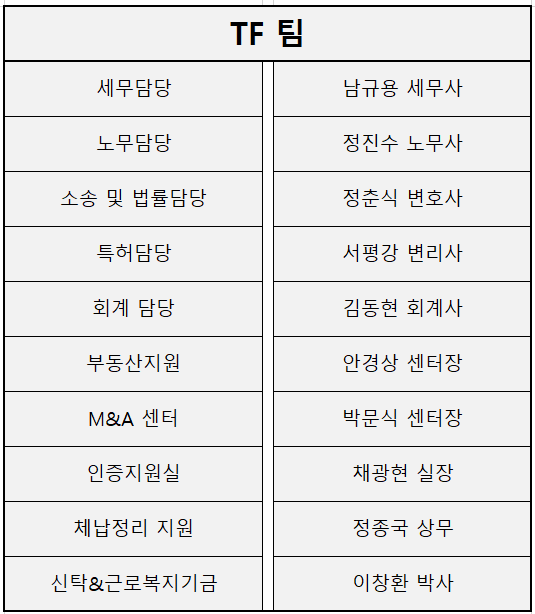 TF 팀
세무담당 남규용 세무사
노무담당 정진수 노무사
소송 및 법률담당 정춘식 변호사
특허담당 서평강 변리사
회계 담당 김동현 회계사
부동산지원 안경상 센터장
M&A 센터 박문식 센터장
인증지원실 채광현 실장
체납정리 지원 정종국 상무
신탁&근로복지기금 이창환 박사